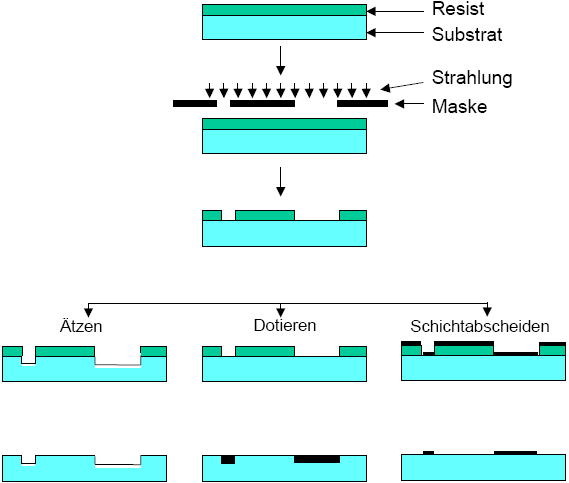 Resist
Substrat
Strahlung
Maske
Ätzen
Dotieren
Schichtabscheiden